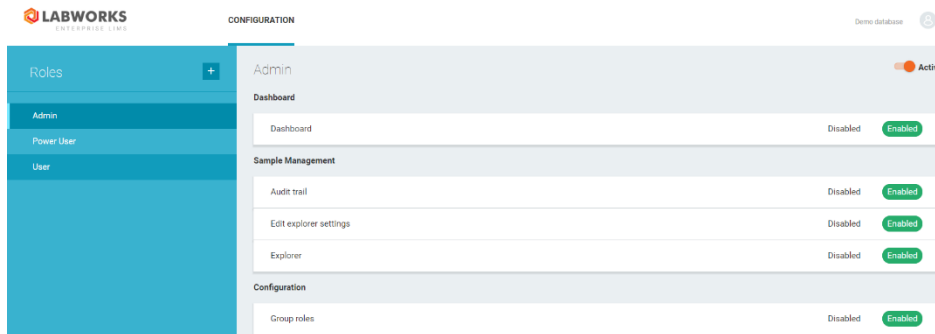 LABWORKS
ENTERPRISE LIMS
CONFIGURATION
Demo database
Roles
+
Admin
Power User
User
Admin
Activ
Dashboard
Dashboard Disabled Enabled
Sample Management
Audit trail Disabled Enabled
Edit explorer settings Disabled Enabled
Explorer Disabled Enabled
Configuration
Group roles Disabled Enabled